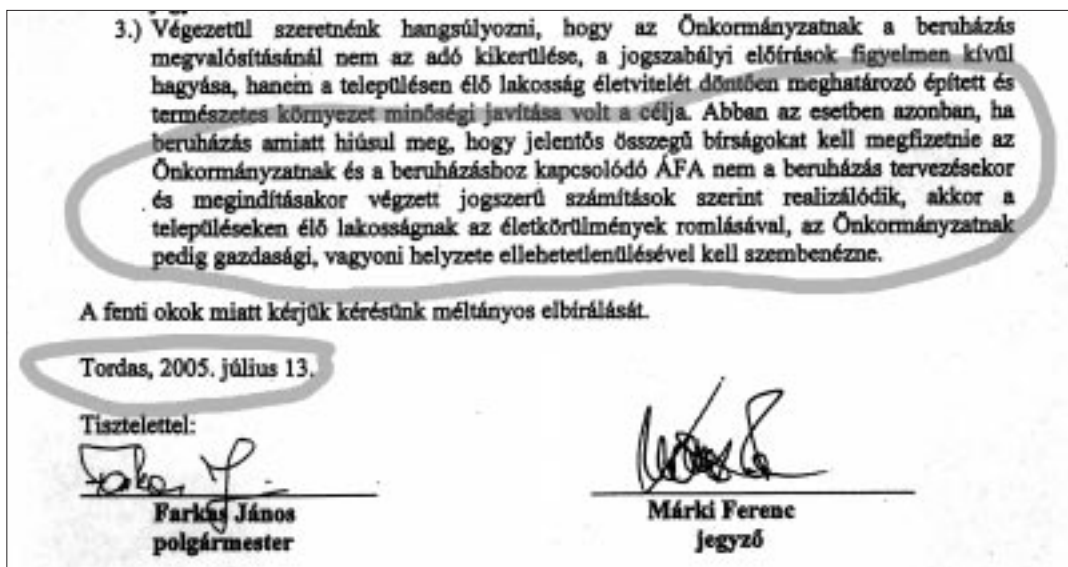 3.) Végezetül szeretnénk hangsúlyozni, hogy az Önkormányzatnak a beruházás
megvalósításánál nem az adó kikerülése, a jogszabályi előírások figyelmen kívül
hagyása, hanem a településen élő lakosság életvitelét döntően meghatározó épített és
természetes környezet minőségi javítása volt a célja. Abban az esetben azonban, ha
beruházás amiatt hiúsul meg, hogy jelentős összegű bírságokat kell megfizetnie az
Önkormányzatnak és a beruházáshoz kapcsolódó ÁFA nem a beruházás tervezésekor
és megindításakor végzett jogszerű számítások szerint realizálódik, akkor a
településeken élő lakosságnak az életkörülmények romlásával, az Önkormányzatnak
pedig gazdasági, vagyoni helyzete ellehetetlenülésével kell szembenézne.
A fenti okok miatt kérjük kérésünk méltányos elbírálását.
Tordas, 2005. július 13.
Tisztelettel:
Farkas János
polgármester
Márki Ferenc
jegyző